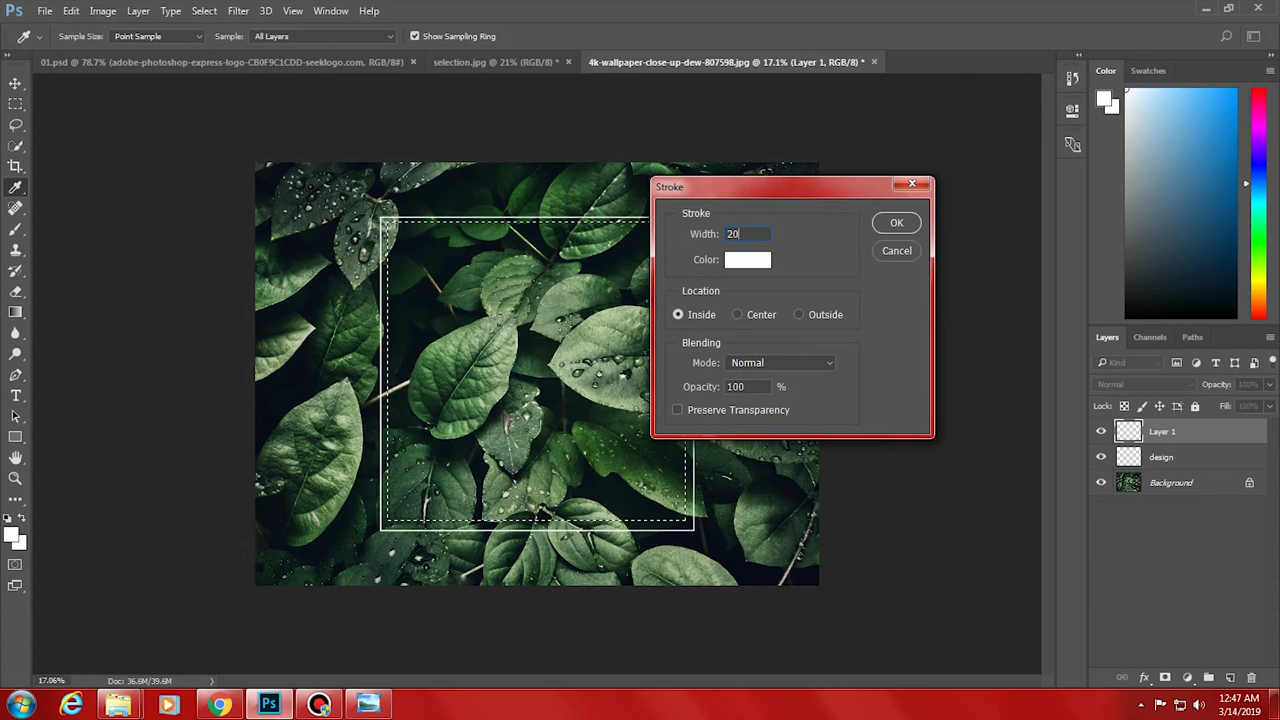 Ps File Edit Image Layer Type Select Filter 3D View Window Help
Sample Size: Point Sample Sample: All Layers Show Sampling Ring
01.psd @ 78.7% (adobe-photoshop-express-logo-CB0F9C1CDD-seeklogo.com, RGB/8#) × selection.jpg @ 21% (RGB/8) * × 4k-wallpaper-close-up-dew-807598.jpg @ 17.1% (Layer 1, RGB/8) * ×
Color Swatches
Stroke
Stroke
Width: 20
Color:
OK
Cancel
Location
Inside Center Outside
Blending
Mode: Normal
Opacity: 100 %
Preserve Transparency
Layers Channels Paths
Kind
Normal Opacity: 100%
Lock: Fill: 100%
Layer 1
design
Background
17.06% Doc: 36.6M/39.6M
Ps
12:47 AM
3/14/2019